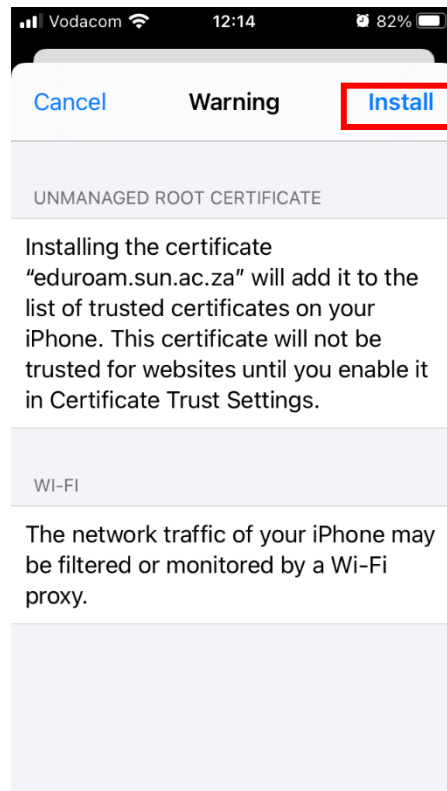 Vodacom 12:14 82%
Cancel Warning Install
UNMANAGED ROOT CERTIFICATE
Installing the certificate
“eduroam.sun.ac.za” will add it to the
list of trusted certificates on your
iPhone. This certificate will not be
trusted for websites until you enable it
in Certificate Trust Settings.
WI-FI
The network traffic of your iPhone may
be filtered or monitored by a Wi-Fi
proxy.